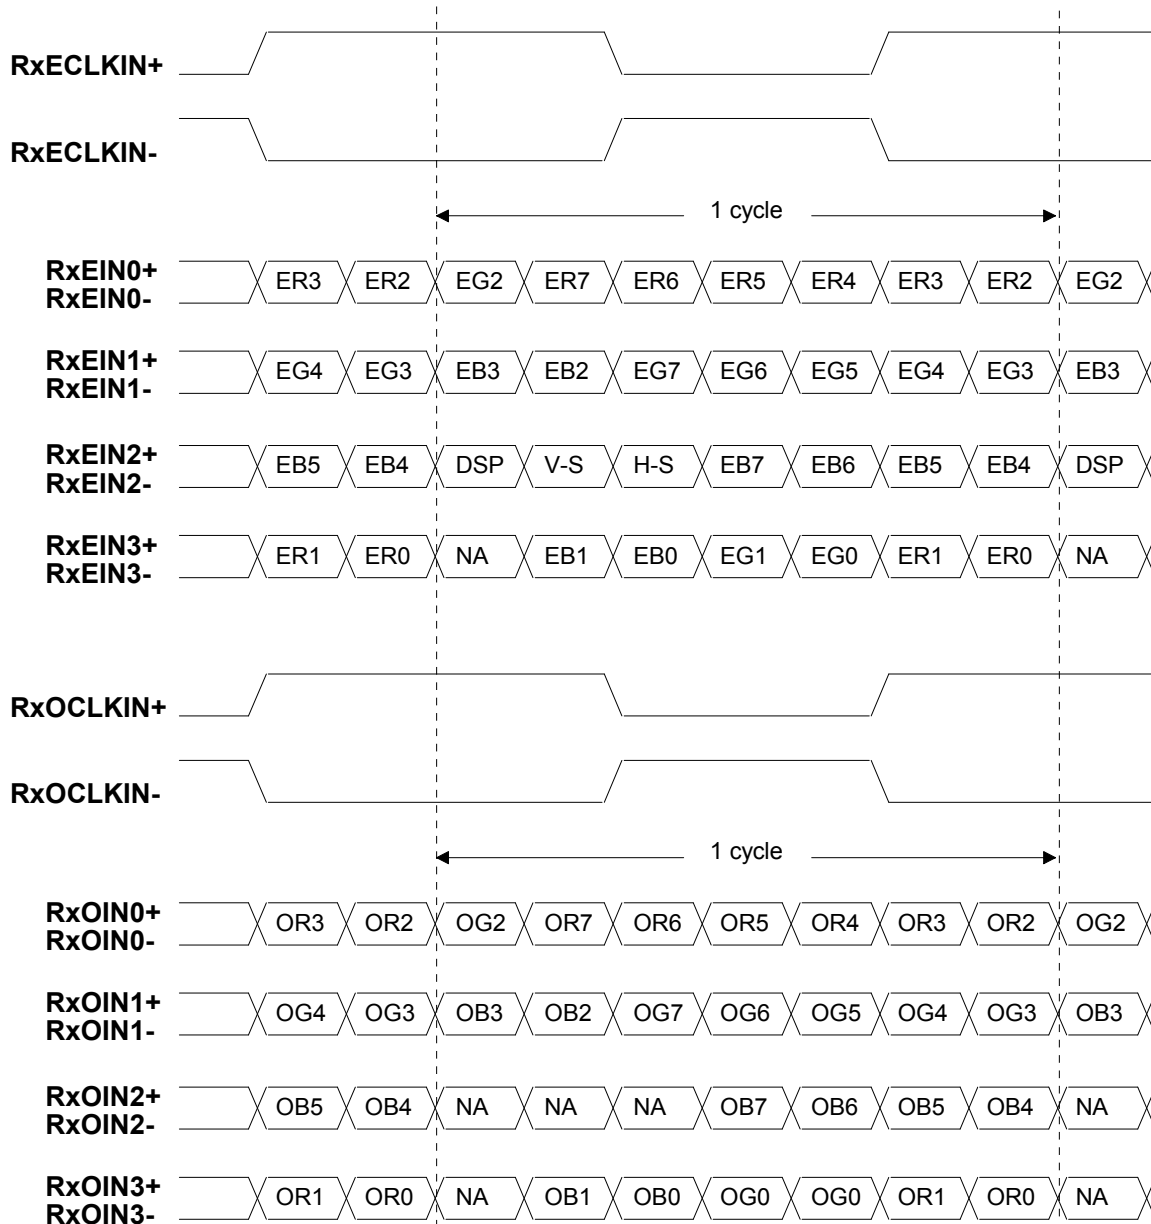 RxECLKIN+
RxECLKIN-
1 cycle
RxEIN0+
RxEIN0-
ER3 ER2 EG2 ER7 ER6 ER5 ER4 ER3 ER2 EG2
RxEIN1+
RxEIN1-
EG4 EG3 EB3 EB2 EG7 EG6 EG5 EG4 EG3 EB3
RxEIN2+
RxEIN2-
EB5 EB4 DSP V-S H-S EB7 EB6 EB5 EB4 DSP
RxEIN3+
RxEIN3-
ER1 ER0 NA EB1 EB0 EG1 EG0 ER1 ER0 NA
RxOCLKIN+
RxOCLKIN-
1 cycle
RxOIN0+
RxOIN0-
OR3 OR2 OG2 OR7 OR6 OR5 OR4 OR3 OR2 OG2
RxOIN1+
RxOIN1-
OG4 OG3 OB3 OB2 OG7 OG6 OG5 OG4 OG3 OB3
RxOIN2+
RxOIN2-
OB5 OB4 NA NA NA OB7 OB6 OB5 OB4 NA
RxOIN3+
RxOIN3-
OR1 OR0 NA OB1 OB0 OG0 OG0 OR1 OR0 NA